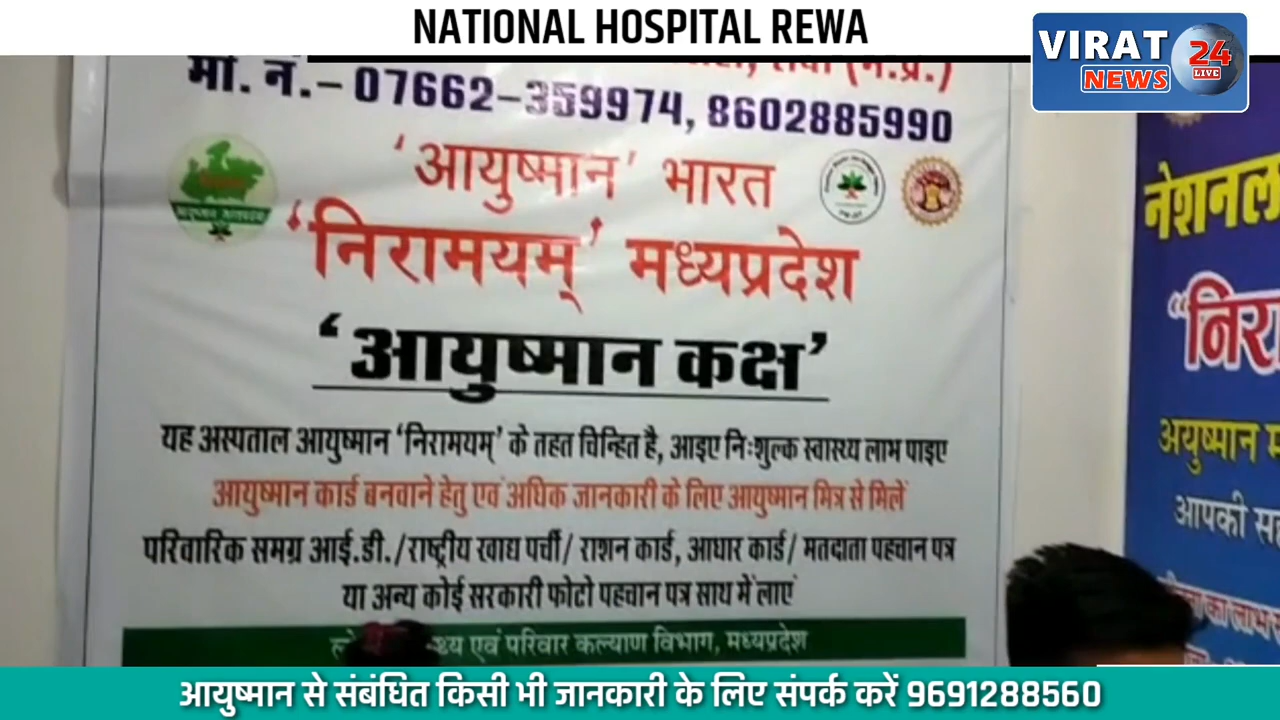 NATIONAL HOSPITAL REWA
VIRAT
NEWS
24
LIVE
रीवा (म.प्र.)
मो. नं.– 07662–359974, 8602885990
'आयुष्मान' भारत
'निरामयम्' मध्यप्रदेश
'आयुष्मान कक्ष'
यह अस्पताल आयुष्मान 'निरामयम्' के तहत चिन्हित है, आइए निःशुल्क स्वास्थ्य लाभ पाइए
आयुष्मान कार्ड बनवाने हेतु एवं अधिक जानकारी के लिए आयुष्मान मित्र से मिलें
परिवारिक समग्र आई.डी./राष्ट्रीय खाद्य पर्ची/ राशन कार्ड, आधार कार्ड/ मतदाता पहचान पत्र
या अन्य कोई सरकारी फोटो पहचान पत्र साथ में लाएं
एवं परिवार कल्याण विभाग, मध्यप्रदेश
नेशनल
"निरा
अयुष्मान
आपकी
का लाभ
आयुष्मान से संबंधित किसी भी जानकारी के लिए संपर्क करें 9691288560